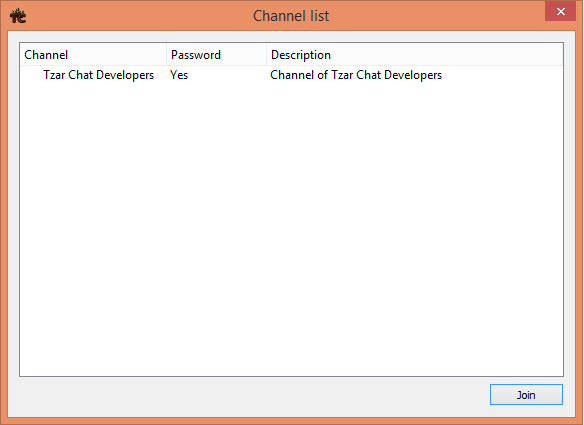 Channel list
Channel Password Description
Tzar Chat Developers Yes Channel of Tzar Chat Developers
Join